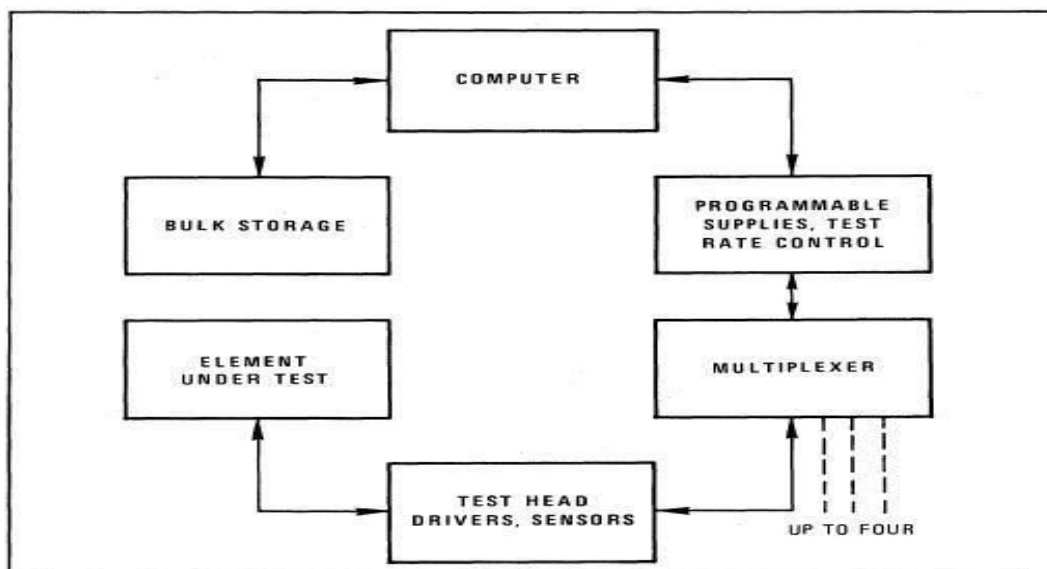 COMPUTER
BULK STORAGE
PROGRAMMABLE
SUPPLIES, TEST
RATE CONTROL
ELEMENT
UNDER TEST
MULTIPLEXER
TEST HEAD
DRIVERS, SENSORS
UP TO FOUR